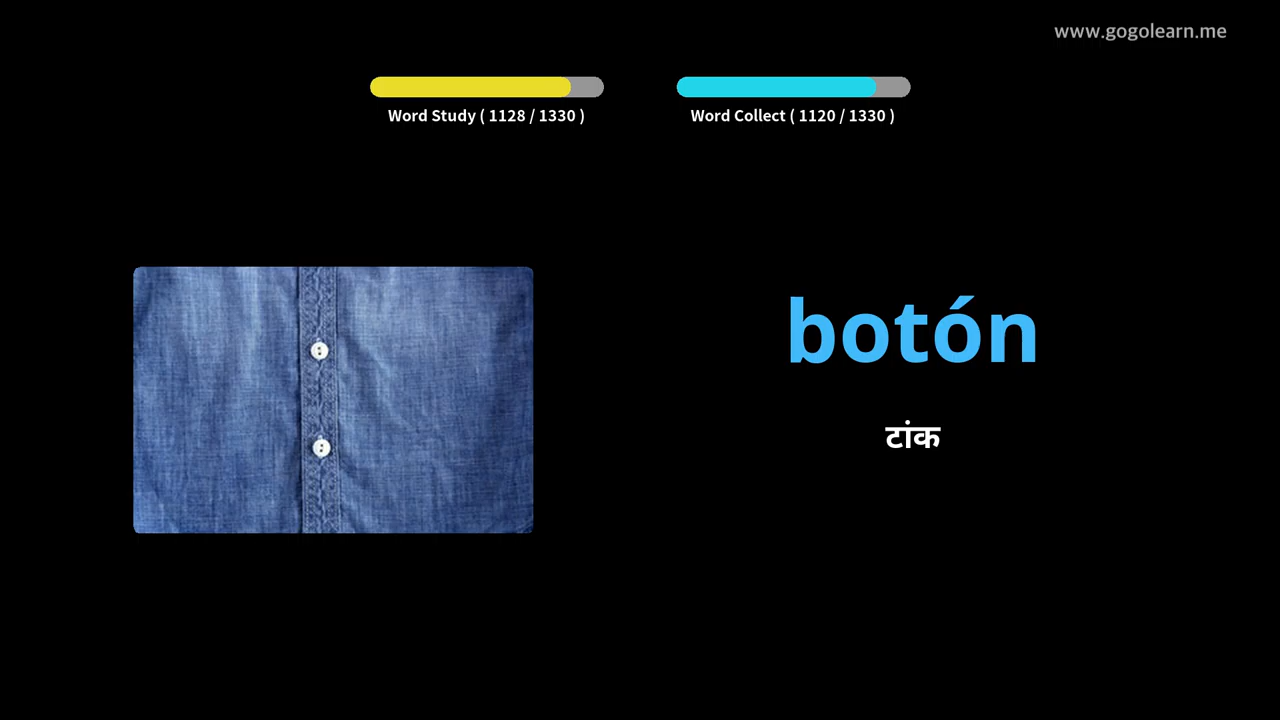 www.gogolearn.me
Word Study ( 1128 / 1330 )
Word Collect ( 1120 / 1330 )
botón
टांक